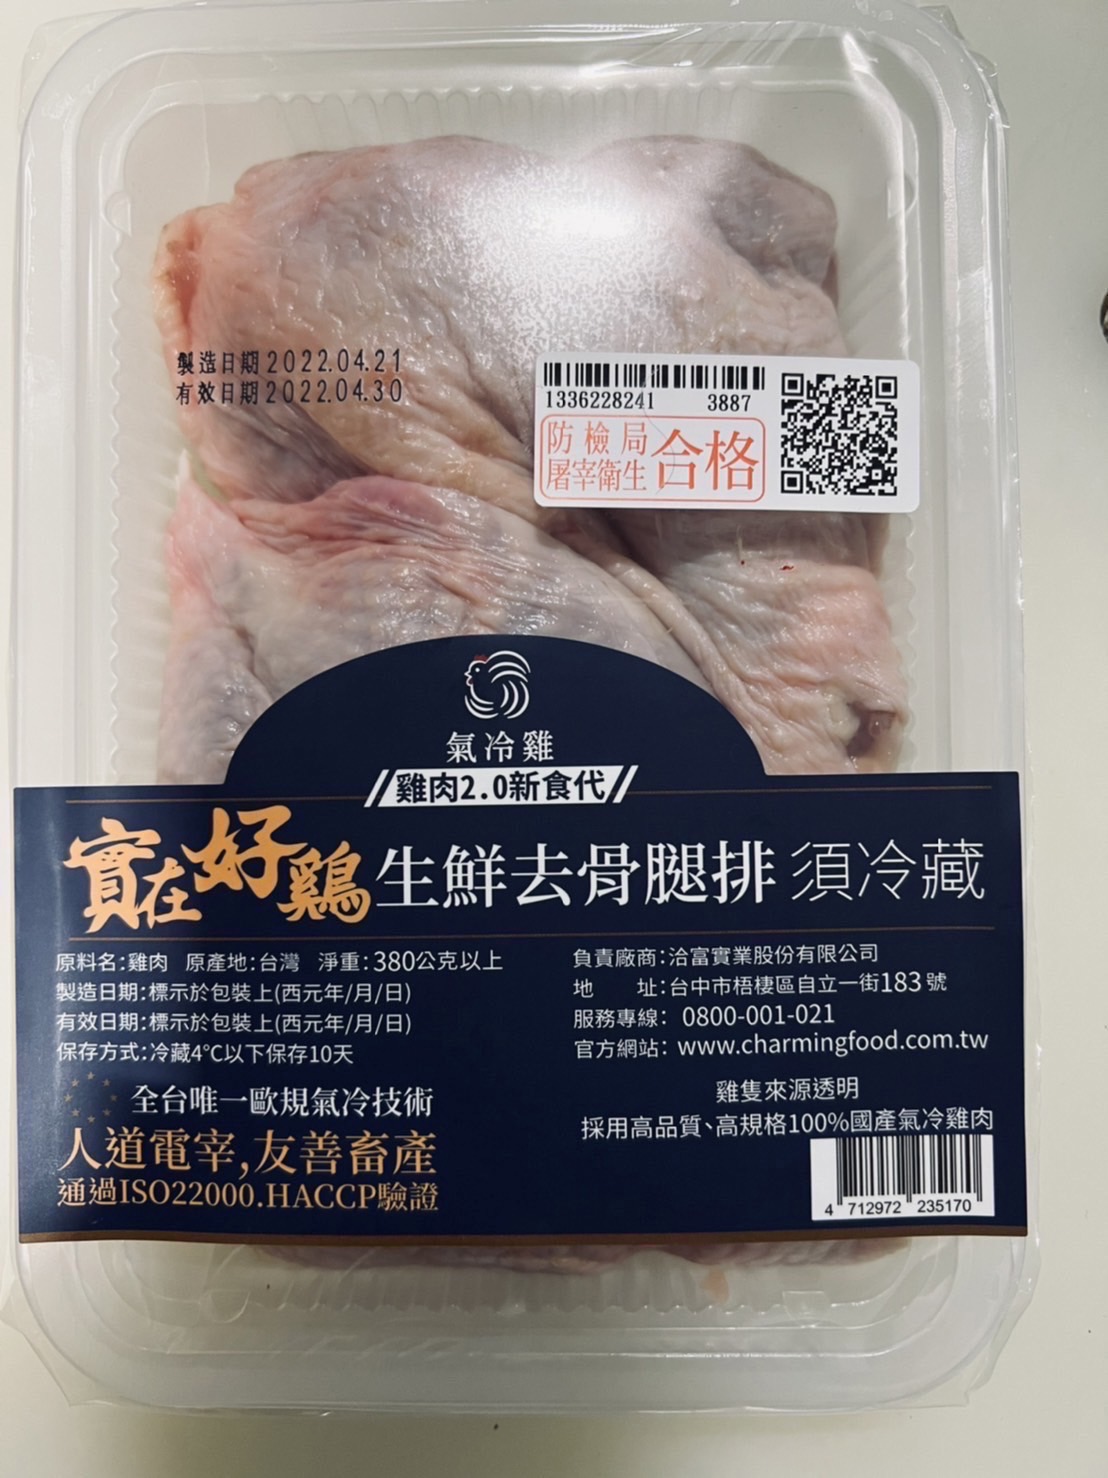 製造日期2022.04.21
有效日期2022.04.30
1336228241 3887
防檢局
屠宰衛生
合格
氣冷雞
雞肉2.0新食代
實在好鷄 生鮮去骨腿排 須冷藏
原料名:雞肉 原產地:台灣 淨重:380公克以上
製造日期:標示於包裝上(西元年/月/日)
有效日期:標示於包裝上(西元年/月/日)
保存方式:冷藏4℃以下保存10天
全台唯一歐規氣冷技術
人道電宰,友善畜產
通過ISO22000.HACCP驗證
負責廠商:洽富實業股份有限公司
地 址:台中市梧棲區自立一街183號
服務專線: 0800-001-021
官方網站: www.charmingfood.com.tw
雞隻來源透明
採用高品質、高規格100%國產氣冷雞肉
4 712972 235170